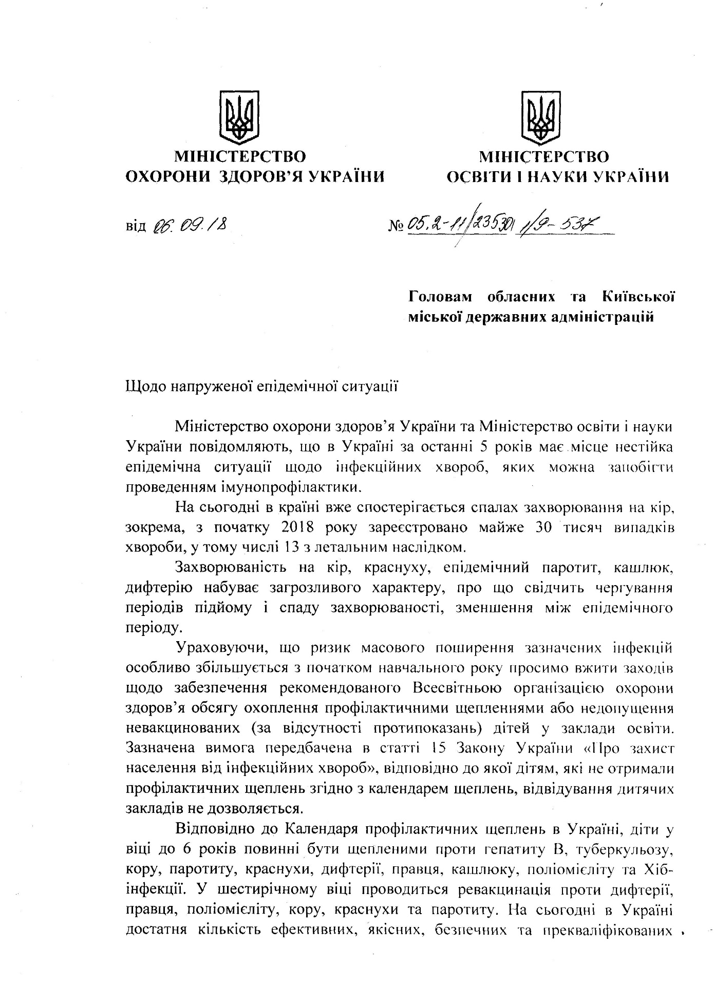 МІНІСТЕРСТВО
ОХОРОНИ ЗДОРОВ’Я УКРАЇНИ
МІНІСТЕРСТВО
ОСВІТИ І НАУКИ УКРАЇНИ
від 06.09.18
№ 05.2-11/23530 1/9-537
Головам обласних та Київської
міської державних адміністрацій
Щодо напруженої епідемічної ситуації
Міністерство охорони здоров’я України та Міністерство освіти і науки
України повідомляють, що в Україні за останні 5 років має місце нестійка
епідемічна ситуації щодо інфекційних хвороб, яких можна запобігти
проведенням імунопрофілактики.
На сьогодні в країні вже спостерігається спалах захворювання на кір,
зокрема, з початку 2018 року зареєстровано майже 30 тисяч випадків
хвороби, у тому числі 13 з летальним наслідком.
Захворюваність на кір, краснуху, епідемічний паротит, кашлюк,
дифтерію набуває загрозливого характеру, про що свідчить чергування
періодів підйому і спаду захворюваності, зменшення між епідемічного
періоду.
Ураховуючи, що ризик масового поширення зазначених інфекцій
особливо збільшується з початком навчального року просимо вжити заходів
щодо забезпечення рекомендованого Всесвітньою організацією охорони
здоров’я обсягу охоплення профілактичними щепленнями або недопущення
невакцинованих (за відсутності протипоказань) дітей у заклади освіти.
Зазначена вимога передбачена в статті 15 Закону України «Про захист
населення від інфекційних хвороб», відповідно до якої дітям, які не отримали
профілактичних щеплень згідно з календарем щеплень, відвідування дитячих
закладів не дозволяється.
Відповідно до Календаря профілактичних щеплень в Україні, діти у
віці до 6 років повинні бути щепленими проти гепатиту В, туберкульозу,
кору, паротиту, краснухи, дифтерії, правця, кашлюку, поліомієліту та Хіб-
інфекції. У шестирічному віці проводиться ревакцинація проти дифтерії,
правця, поліомієліту, кору, краснухи та паротиту. На сьогодні в Україні
достатня кількість ефективних, якісних, безпечних та прекваліфікованих